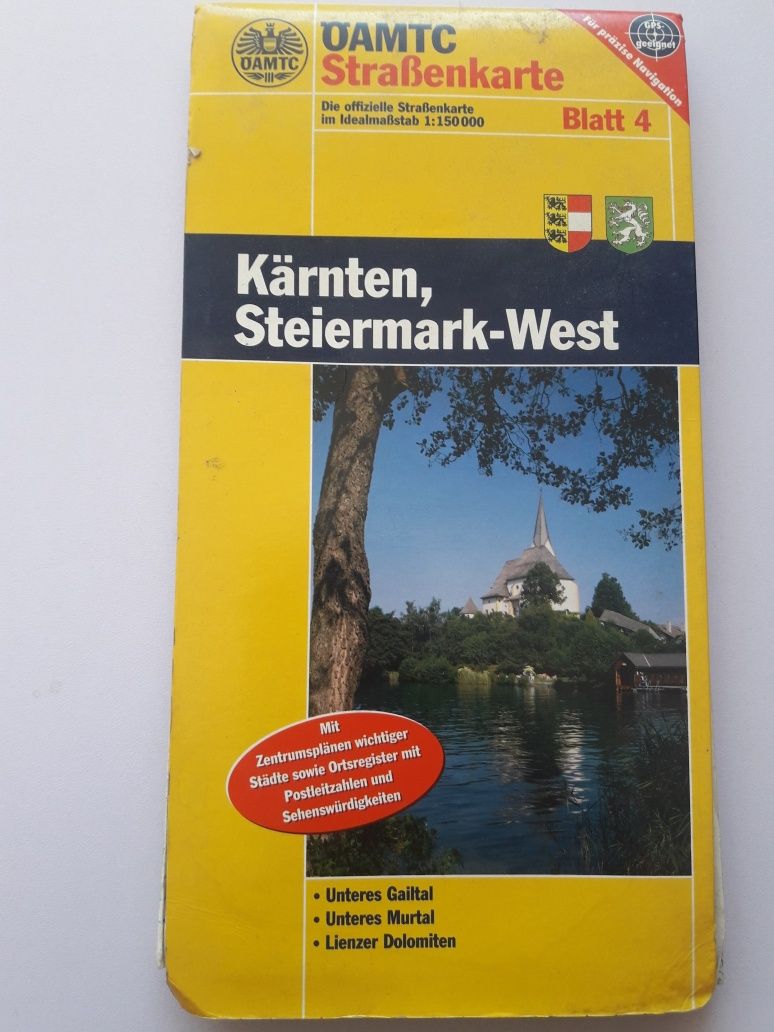 ÖAMTC
ÖAMTC
Straßenkarte
Die offizielle Straßenkarte
im Idealmaßstab 1:150 000
Blatt 4
GPS-
geeignet
Für präzise Navigation
Kärnten,
Steiermark-West
Mit
Zentrumsplänen wichtiger
Städte sowie Ortsregister mit
Postleitzahlen und
Sehenswürdigkeiten
• Unteres Gailtal
• Unteres Murtal
• Lienzer Dolomiten